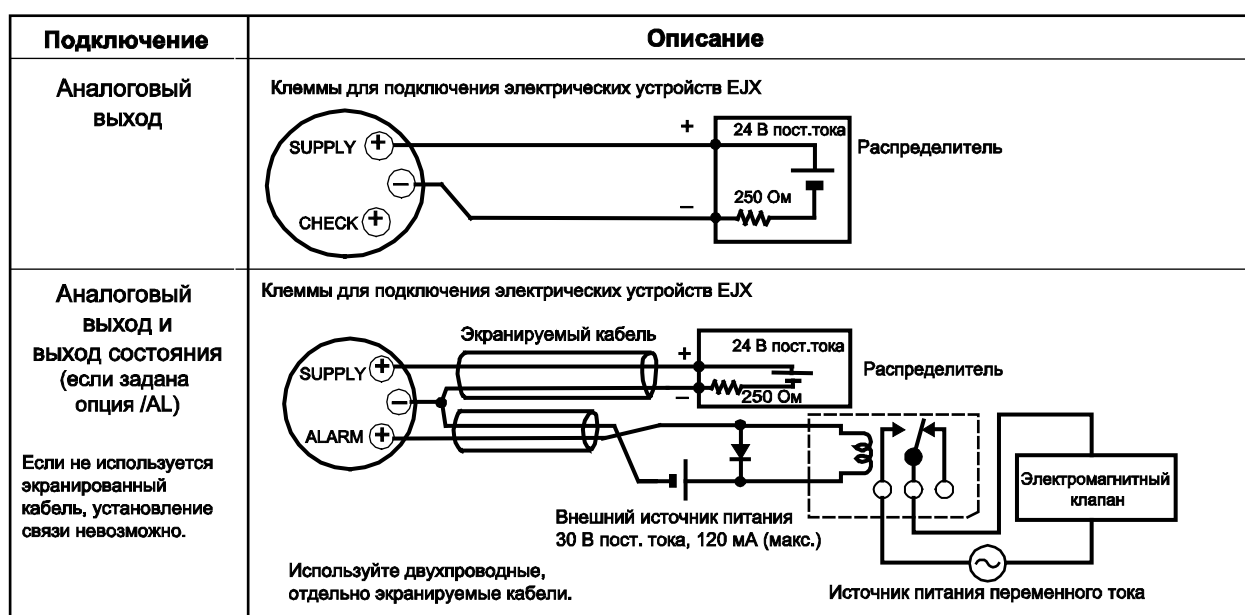 Подключение
Описание
Аналоговый
выход
Клеммы для подключения электрических устройств EJX
SUPPLY +
–
CHECK +
+
–
24 В пост.тока
250 Ом
Распределитель
Аналоговый
выход и
выход состояния
(если задана
опция /AL)
Если не используется
экранированный
кабель, установление
связи невозможно.
Клеммы для подключения электрических устройств EJX
Экранируемый кабель
SUPPLY +
–
ALARM +
+
–
24 В пост.тока
250 Ом
Распределитель
Электромагнитный
клапан
Внешний источник питания
30 В пост. тока, 120 мА (макс.)
Используйте двухпроводные,
отдельно экранируемые кабели.
Источник питания переменного тока